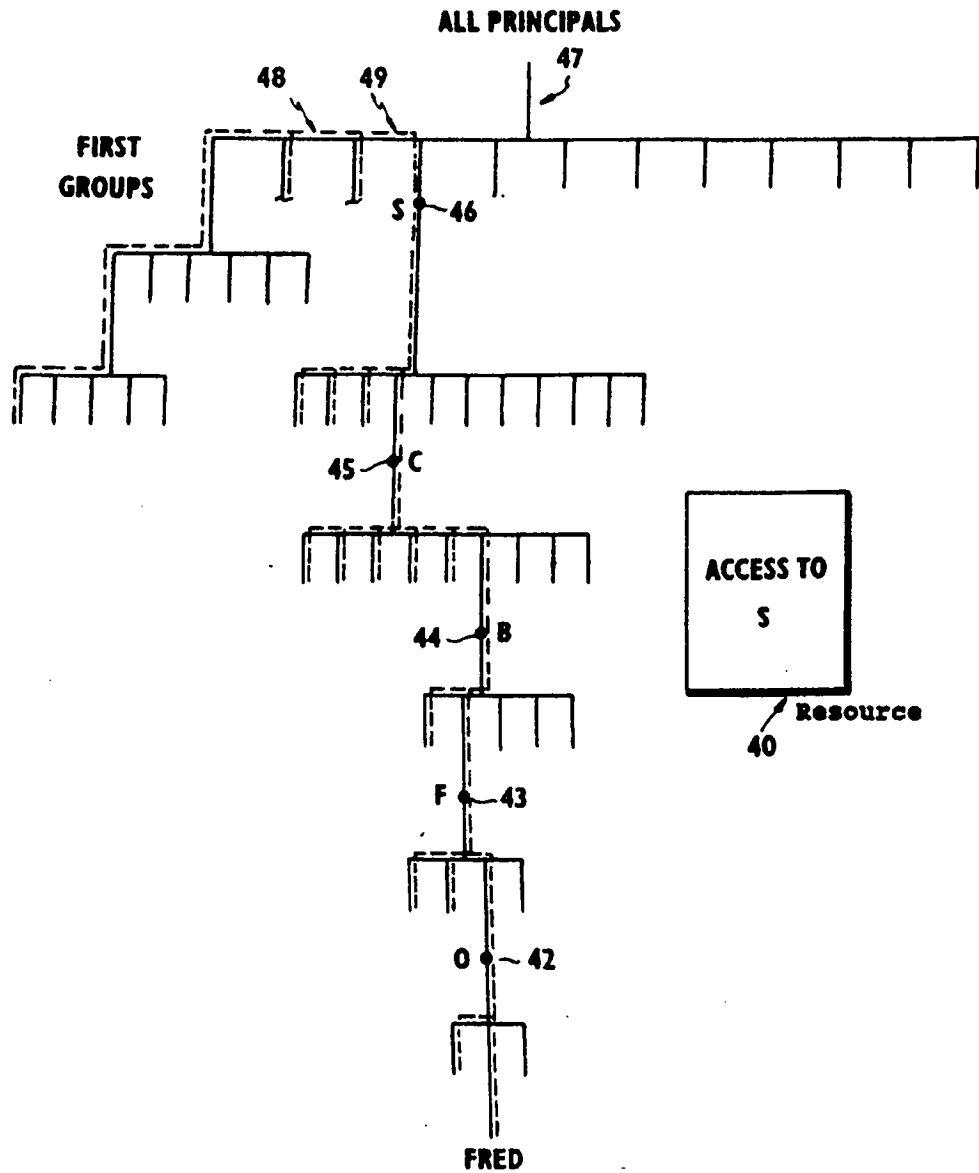 ALL PRINCIPALS
47
48
49
FIRST
GROUPS
S
46
45
C
ACCESS TO
S
44
B
Resource
40
F
43
O
42
FRED